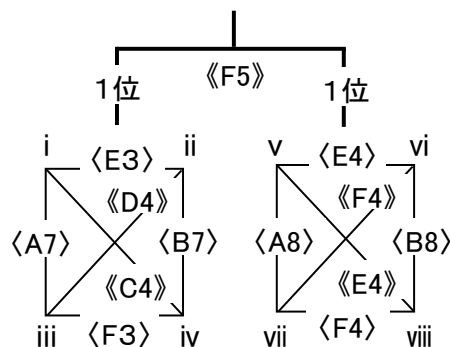 《F5》
1位 1位
i 〈E3〉 ii v 〈E4〉 vi
《D4》 《F4》
〈A7〉 〈B7〉 〈A8〉 〈B8〉
《C4》 《E4》
iii 〈F3〉 iv vii 〈F4〉 viii